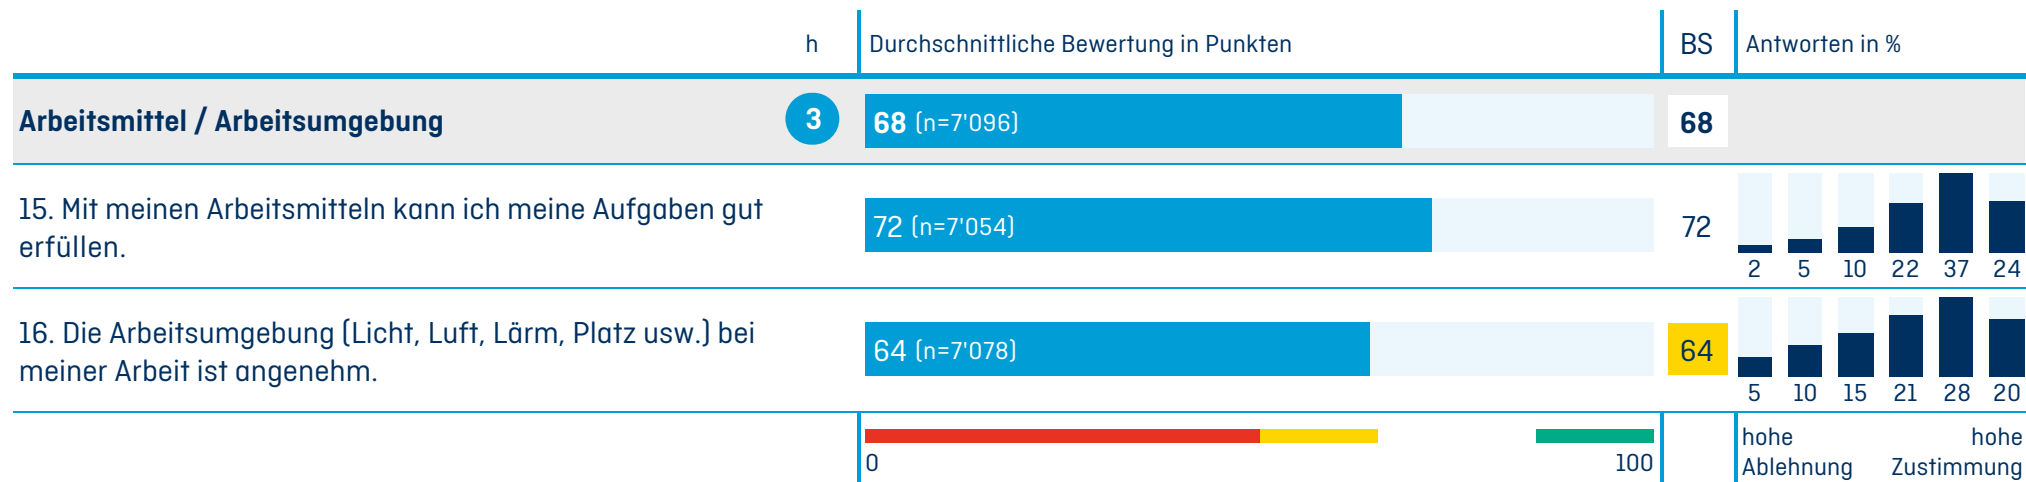 h Durchschnittliche Bewertung in Punkten BS Antworten in %
Arbeitsmittel / Arbeitsumgebung 3 68 (n=7'096) 68
15. Mit meinen Arbeitsmitteln kann ich meine Aufgaben gut
erfüllen.
72 (n=7'054) 72
2 5 10 22 37 24
16. Die Arbeitsumgebung (Licht, Luft, Lärm, Platz usw.) bei
meiner Arbeit ist angenehm.
64 (n=7'078) 64
5 10 15 21 28 20
0 100
hohe hohe
Ablehnung Zustimmung